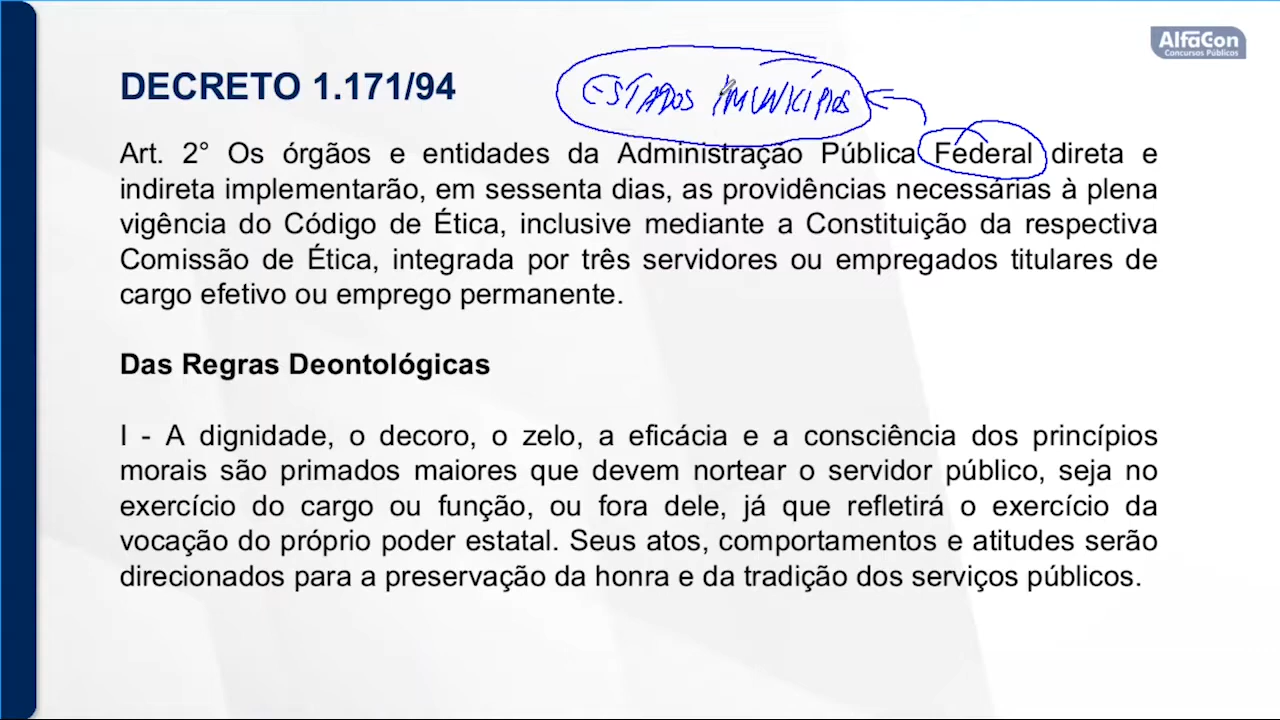 AlfaCon
Concursos Públicos
DECRETO 1.171/94
ESTADOS MUNICÍPIOS
Art. 2° Os órgãos e entidades da Administração Pública Federal direta e
indireta implementarão, em sessenta dias, as providências necessárias à plena
vigência do Código de Ética, inclusive mediante a Constituição da respectiva
Comissão de Ética, integrada por três servidores ou empregados titulares de
cargo efetivo ou emprego permanente.
Das Regras Deontológicas
I - A dignidade, o decoro, o zelo, a eficácia e a consciência dos princípios
morais são primados maiores que devem nortear o servidor público, seja no
exercício do cargo ou função, ou fora dele, já que refletirá o exercício da
vocação do próprio poder estatal. Seus atos, comportamentos e atitudes serão
direcionados para a preservação da honra e da tradição dos serviços públicos.